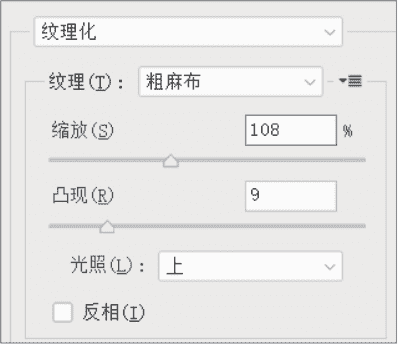 纹理化
纹理(T)： 粗麻布
缩放(S) 108 %
凸现(R) 9
光照(L)： 上
反相(I)